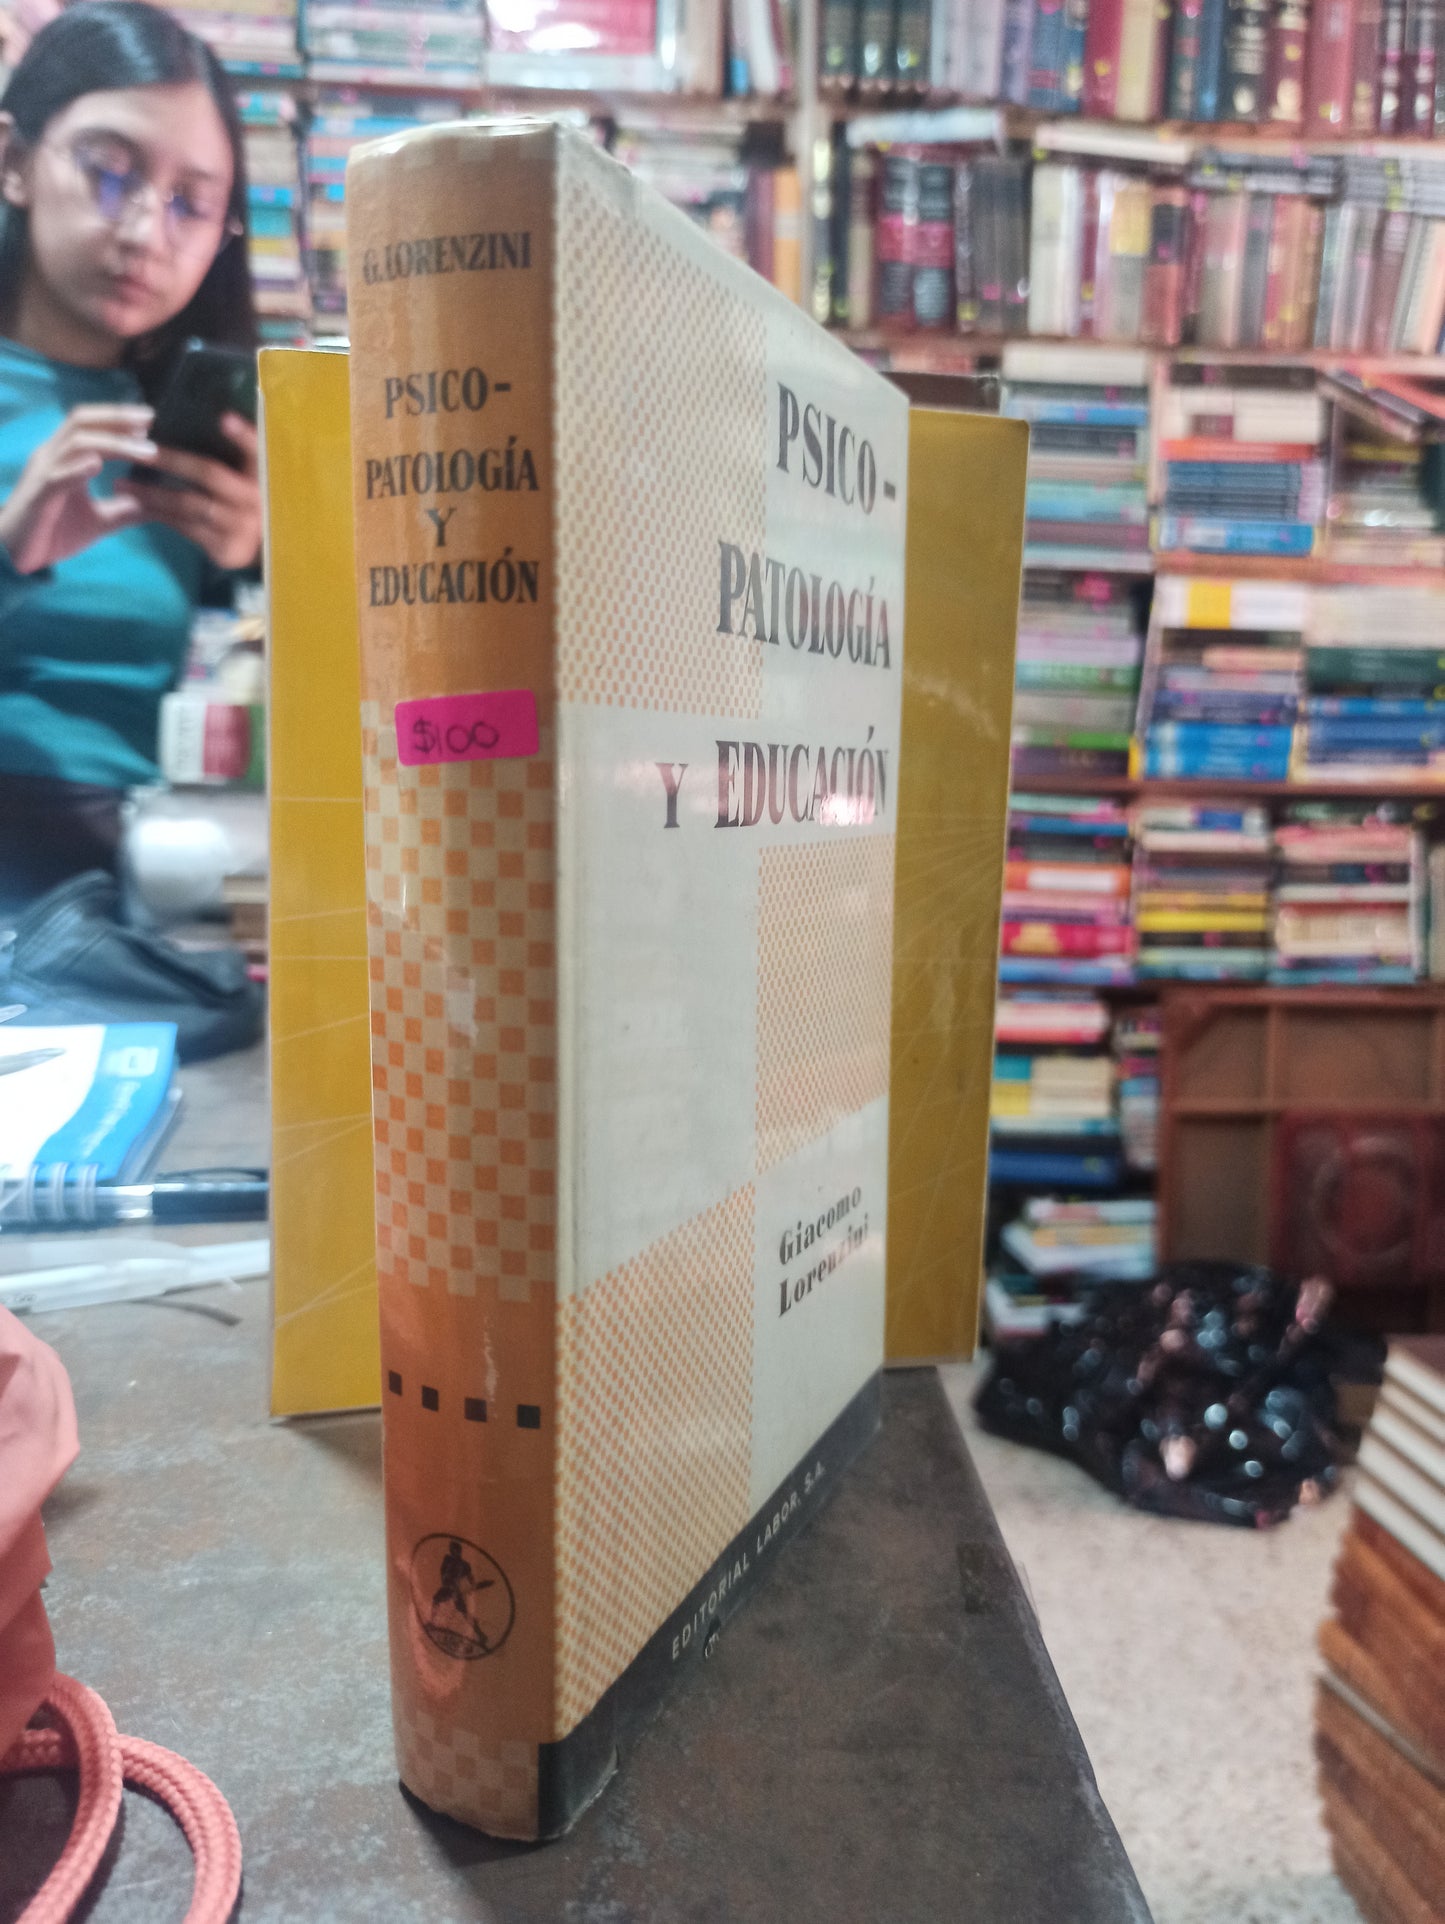 G. LORENZINI
PSICO-
PATOLOGÍA
Y
EDUCACIÓN
$100
PSICO-
PATOLOGÍA
Y EDUCACIÓN
Giacomo
Lorenzini
EDITORIAL LABOR, S.A.